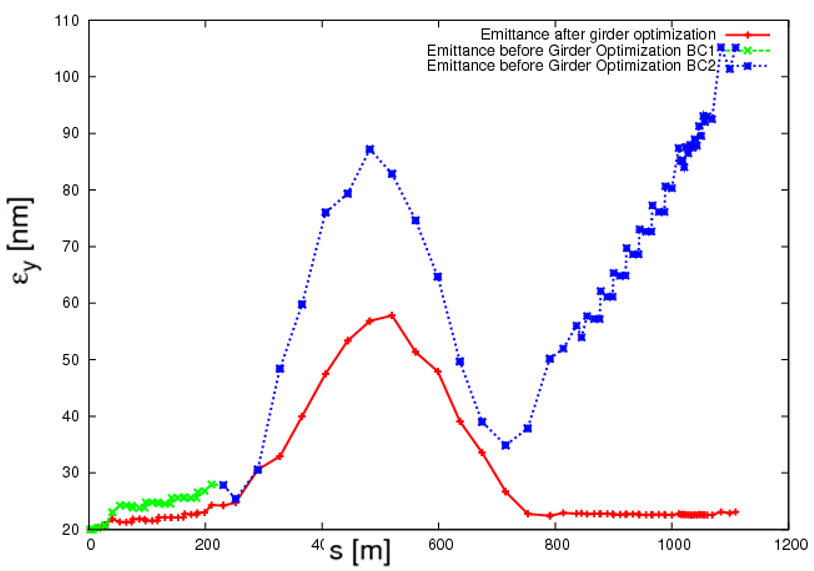 110
100
90
80
70
60
50
40
30
20
εy [nm]
Emittance after girder optimization
Emittance before Girder Optimization BC1
Emittance before Girder Optimization BC2
0 200 600 800 1000 1200
s [m]